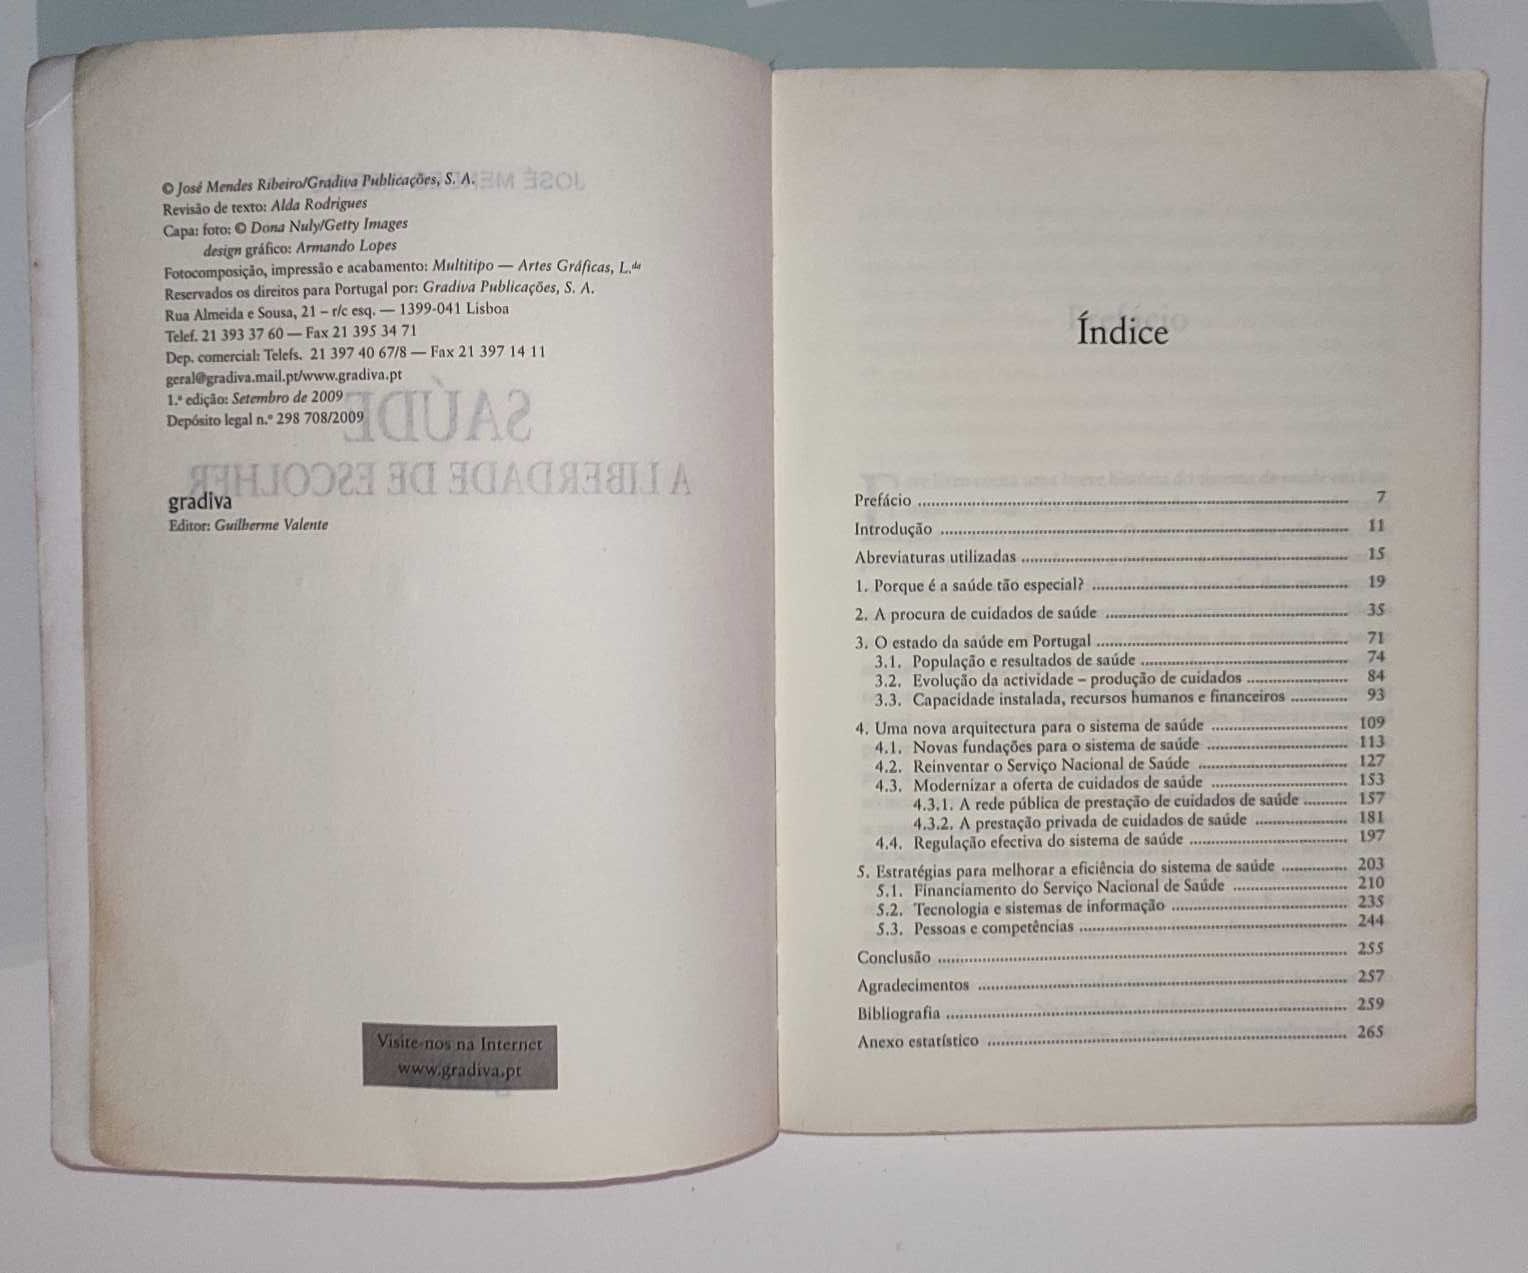 © José Mendes Ribeiro/Gradiva Publicações, S. A.
Revisão de texto: Alda Rodrigues
Capa: foto: © Dona Nuly/Getty Images
design gráfico: Armando Lopes
Fotocomposição, impressão e acabamento: Multitipo — Artes Gráficas, L.da
Reservados os direitos para Portugal por: Gradiva Publicações, S. A.
Rua Almeida e Sousa, 21 – r/c esq. — 1399-041 Lisboa
Telef. 21 393 37 60 — Fax 21 395 34 71
Dep. comercial: Telefs. 21 397 40 67/8 — Fax 21 397 14 11
geral@gradiva.mail.pt/www.gradiva.pt
1.ª edição: Setembro de 2009
Depósito legal n.º 298 708/2009
SAÚDE
A LIBERDADE DE ESCOLHER
gradiva
Editor: Guilherme Valente
Visite-nos na Internet
www.gradiva.pt
Índice
Prefácio ........ 7
Introdução ........ 11
Abreviaturas utilizadas ........ 15
1. Porque é a saúde tão especial? ........ 19
2. A procura de cuidados de saúde ........ 35
3. O estado da saúde em Portugal ........ 71
3.1. População e resultados de saúde ........ 74
3.2. Evolução da actividade – produção de cuidados ........ 84
3.3. Capacidade instalada, recursos humanos e financeiros ........ 93
4. Uma nova arquitectura para o sistema de saúde ........ 109
4.1. Novas fundações para o sistema de saúde ........ 113
4.2. Reinventar o Serviço Nacional de Saúde ........ 127
4.3. Modernizar a oferta de cuidados de saúde ........ 153
4.3.1. A rede pública de prestação de cuidados de saúde ........ 157
4.3.2. A prestação privada de cuidados de saúde ........ 181
4.4. Regulação efectiva do sistema de saúde ........ 197
5. Estratégias para melhorar a eficiência do sistema de saúde ........ 203
5.1. Financiamento do Serviço Nacional de Saúde ........ 210
5.2. Tecnologia e sistemas de informação ........ 235
5.3. Pessoas e competências ........ 244
Conclusão ........ 255
Agradecimentos ........ 257
Bibliografia ........ 259
Anexo estatístico ........ 265